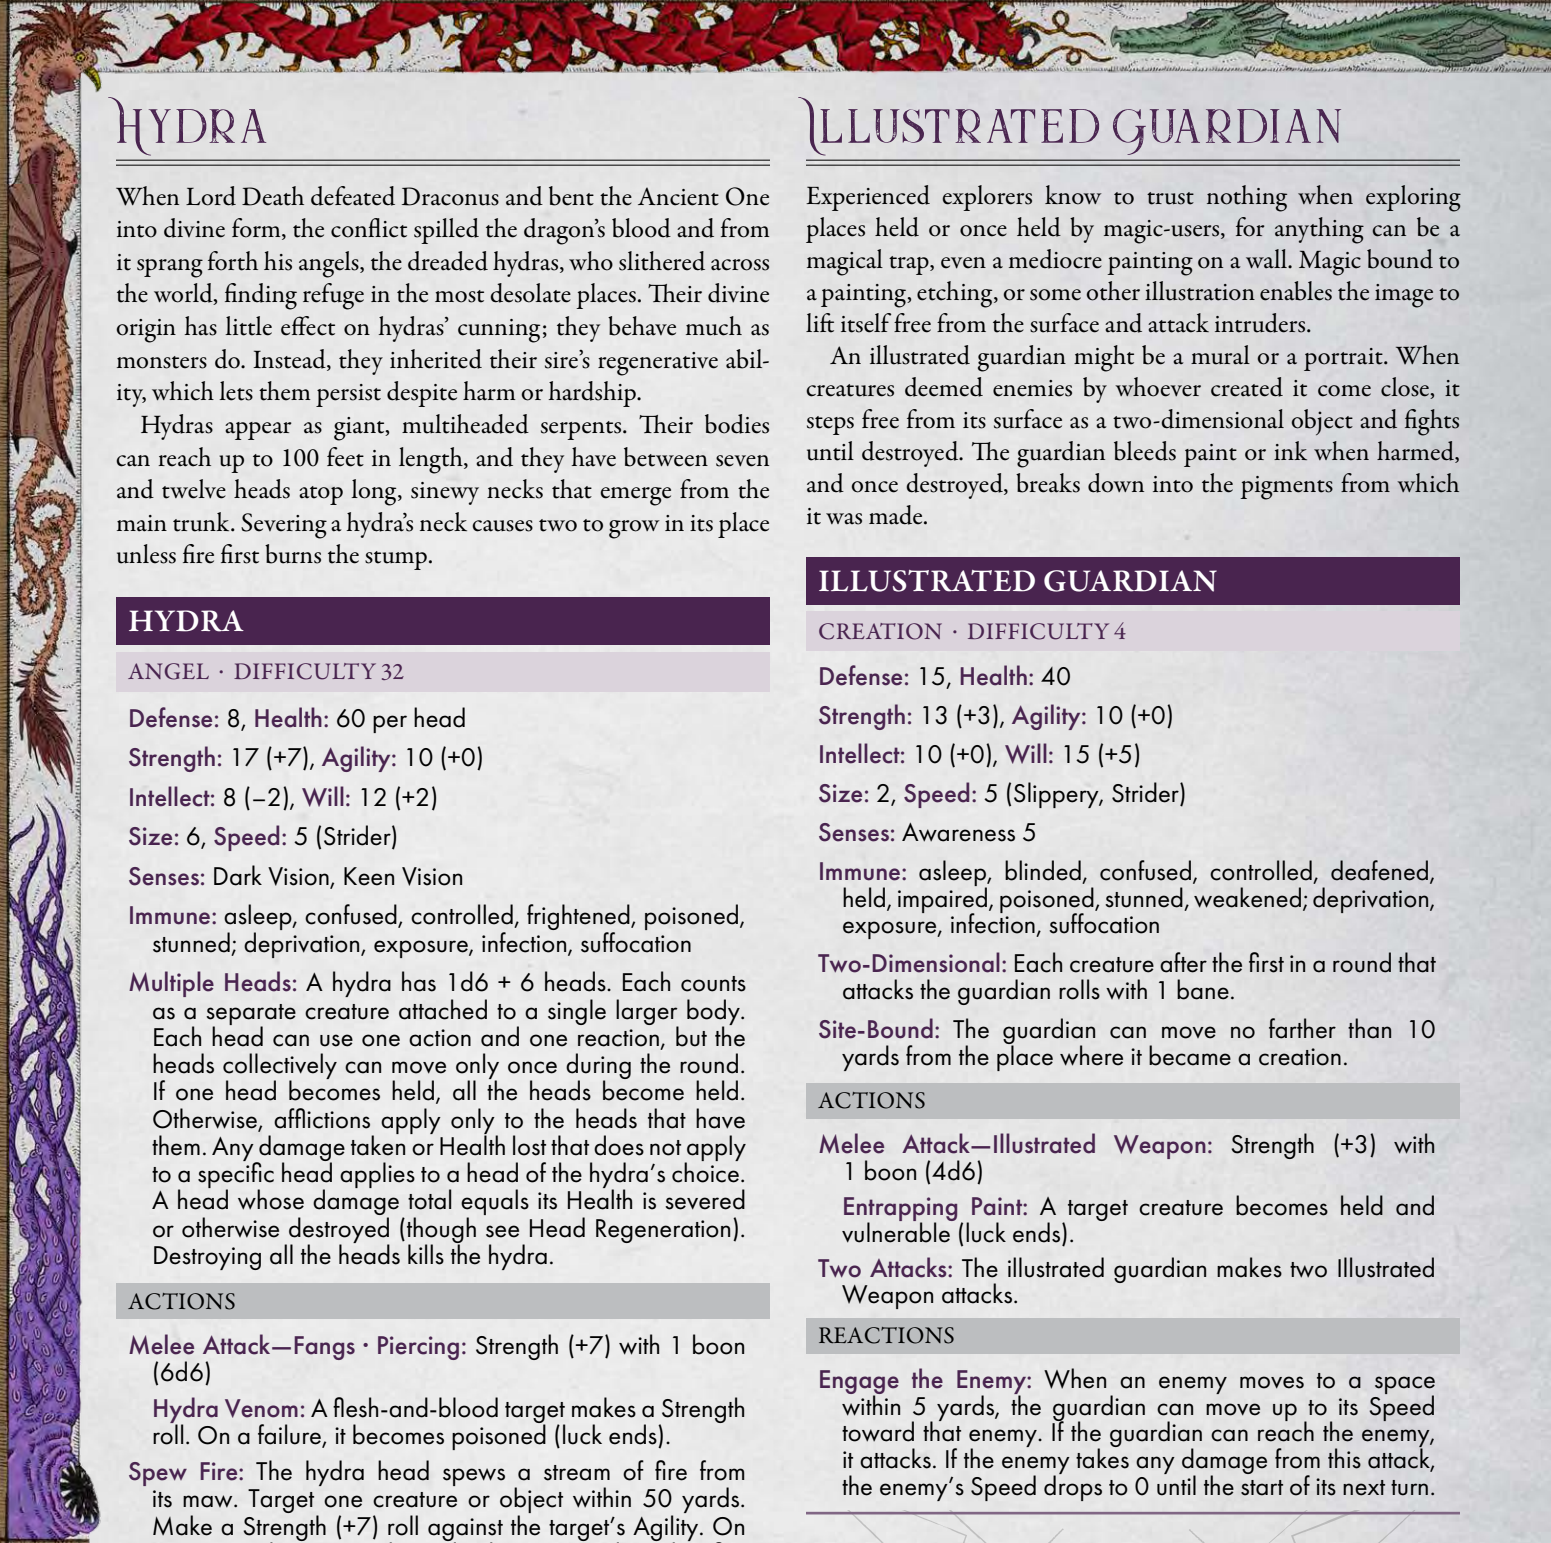 HYDRA
When Lord Death defeated Draconus and bent the Ancient One
into divine form, the conflict spilled the dragon's blood and from
it sprang forth his angels, the dreaded hydras, who slithered across
the world, finding refuge in the most desolate places. Their divine
origin has little effect on hydras' cunning; they behave much as
monsters do. Instead, they inherited their sire's regenerative abil-
ity, which lets them persist despite harm or hardship.
Hydras appear as giant, multiheaded serpents. Their bodies
can reach up to 100 feet in length, and they have between seven
and twelve heads atop long, sinewy necks that emerge from the
main trunk. Severing a hydra's neck causes two to grow in its place
unless fire first burns the stump.
HYDRA
ANGEL · DIFFICULTY 32
Defense: 8, Health: 60 per head
Strength: 17 (+7), Agility: 10 (+0)
Intellect: 8 (–2), Will: 12 (+2)
Size: 6, Speed: 5 (Strider)
Senses: Dark Vision, Keen Vision
Immune: asleep, confused, controlled, frightened, poisoned,
stunned; deprivation, exposure, infection, suffocation
Multiple Heads: A hydra has 1d6 + 6 heads. Each counts
as a separate creature attached to a single larger body.
Each head can use one action and one reaction, but the
heads collectively can move only once during the round.
If one head becomes held, all the heads become held.
Otherwise, afflictions apply only to the heads that have
them. Any damage taken or Health lost that does not apply
to a specific head applies to a head of the hydra's choice.
A head whose damage total equals its Health is severed
or otherwise destroyed (though see Head Regeneration).
Destroying all the heads kills the hydra.
ACTIONS
Melee Attack—Fangs · Piercing: Strength (+7) with 1 boon
(6d6)
Hydra Venom: A flesh-and-blood target makes a Strength
roll. On a failure, it becomes poisoned (luck ends).
Spew Fire: The hydra head spews a stream of fire from
its maw. Target one creature or object within 50 yards.
Make a Strength (+7) roll against the target's Agility. On
ILLUSTRATED GUARDIAN
Experienced explorers know to trust nothing when exploring
places held or once held by magic-users, for anything can be a
magical trap, even a mediocre painting on a wall. Magic bound to
a painting, etching, or some other illustration enables the image to
lift itself free from the surface and attack intruders.
An illustrated guardian might be a mural or a portrait. When
creatures deemed enemies by whoever created it come close, it
steps free from its surface as a two-dimensional object and fights
until destroyed. The guardian bleeds paint or ink when harmed,
and once destroyed, breaks down into the pigments from which
it was made.
ILLUSTRATED GUARDIAN
CREATION · DIFFICULTY 4
Defense: 15, Health: 40
Strength: 13 (+3), Agility: 10 (+0)
Intellect: 10 (+0), Will: 15 (+5)
Size: 2, Speed: 5 (Slippery, Strider)
Senses: Awareness 5
Immune: asleep, blinded, confused, controlled, deafened,
held, impaired, poisoned, stunned, weakened; deprivation,
exposure, infection, suffocation
Two-Dimensional: Each creature after the first in a round that
attacks the guardian rolls with 1 bane.
Site-Bound: The guardian can move no farther than 10
yards from the place where it became a creation.
ACTIONS
Melee Attack—Illustrated Weapon: Strength (+3) with
1 boon (4d6)
Entrapping Paint: A target creature becomes held and
vulnerable (luck ends).
Two Attacks: The illustrated guardian makes two Illustrated
Weapon attacks.
REACTIONS
Engage the Enemy: When an enemy moves to a space
within 5 yards, the guardian can move up to its Speed
toward that enemy. If the guardian can reach the enemy,
it attacks. If the enemy takes any damage from this attack,
the enemy's Speed drops to 0 until the start of its next turn.